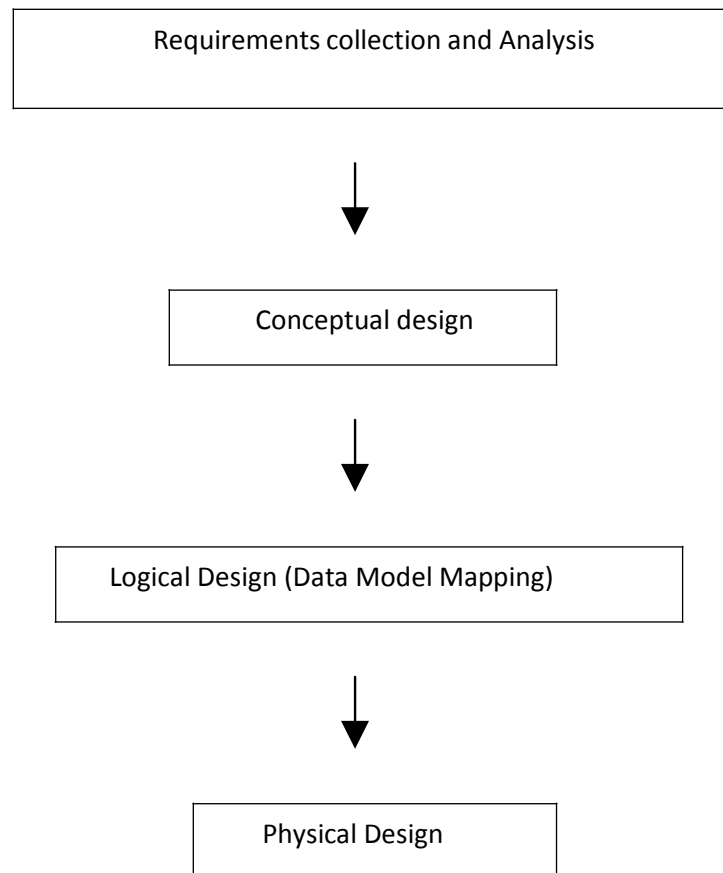 Requirements collection and Analysis
Conceptual design
Logical Design (Data Model Mapping)
Physical Design